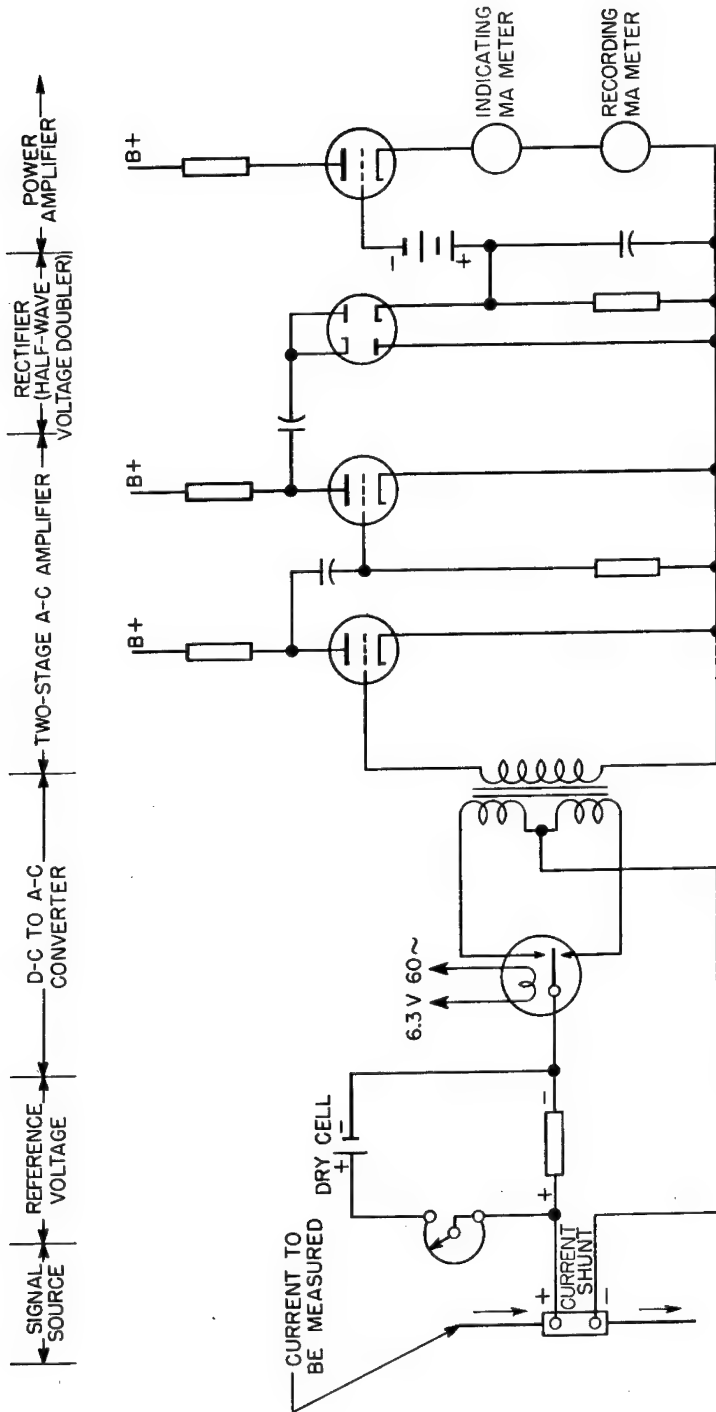 SIGNAL
SOURCE
REFERENCE
VOLTAGE
D-C TO A-C
CONVERTER
TWO-STAGE A-C AMPLIFIER
RECTIFIER
(HALF-WAVE
VOLTAGE DOUBLER)
POWER
AMPLIFIER
CURRENT TO
BE MEASURED
+
CURRENT
SHUNT
-
+ -
DRY CELL
+ -
6.3 V 60~
B+
B+
-
+
B+
INDICATING
MA METER
RECORDING
MA METER